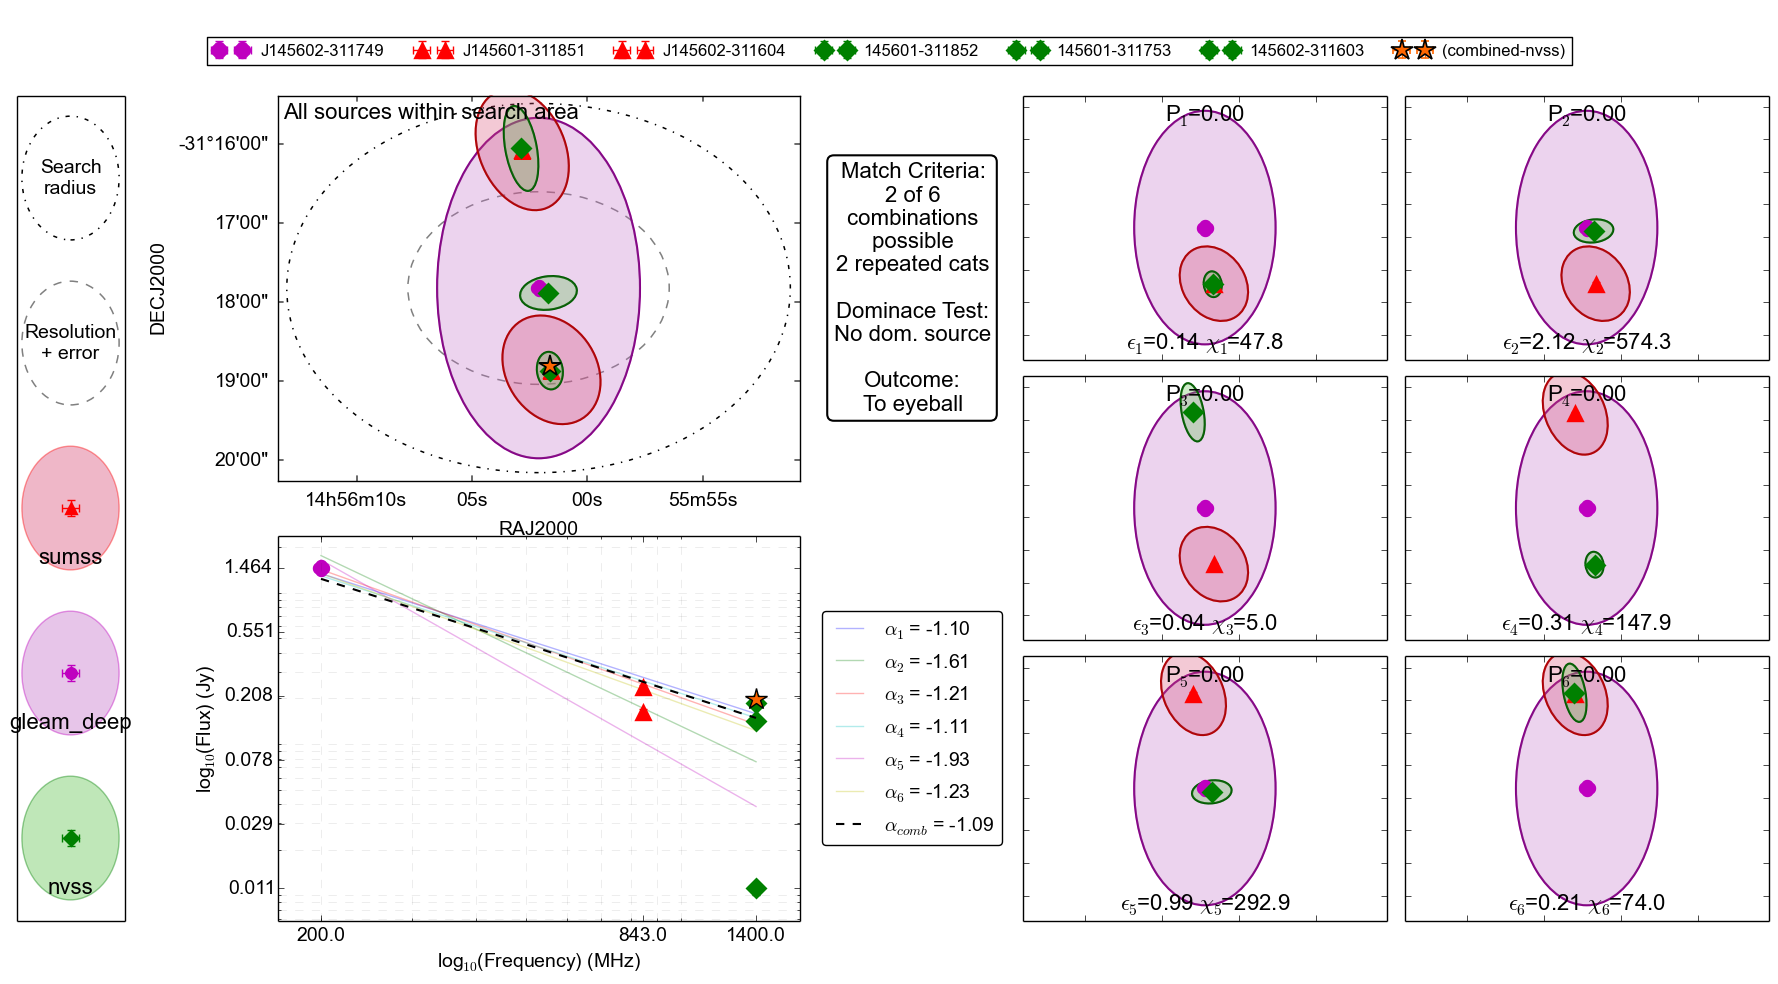 J145602-311749 J145601-311851 J145602-311604 145601-311852 145601-311753 145602-311603 (combined-nvss)
Search
radius
Resolution
+ error
sumss
gleam_deep
nvss
All sources within search area
-31°16'00"
17'00"
18'00"
19'00"
20'00"
DECJ2000
14h56m10s 05s 00s 55m55s
RAJ2000
Match Criteria:
2 of 6
combinations
possible
2 repeated cats
Dominace Test:
No dom. source
Outcome:
To eyeball
1.464
0.551
0.208
0.078
0.029
0.011
log₁₀(Flux) (Jy)
200.0 843.0 1400.0
log₁₀(Frequency) (MHz)
α₁ = -1.10
α₂ = -1.61
α₃ = -1.21
α₄ = -1.11
α₅ = -1.93
α₆ = -1.23
α_comb = -1.09
P₁=0.00
ϵ₁=0.14 χ₁=47.8
P₂=0.00
ϵ₂=2.12 χ₂=574.3
P₃=0.00
ϵ₃=0.04 χ₃=5.0
P₄=0.00
ϵ₄=0.31 χ₄=147.9
P₅=0.00
ϵ₅=0.99 χ₅=292.9
P₆=0.00
ϵ₆=0.21 χ₆=74.0